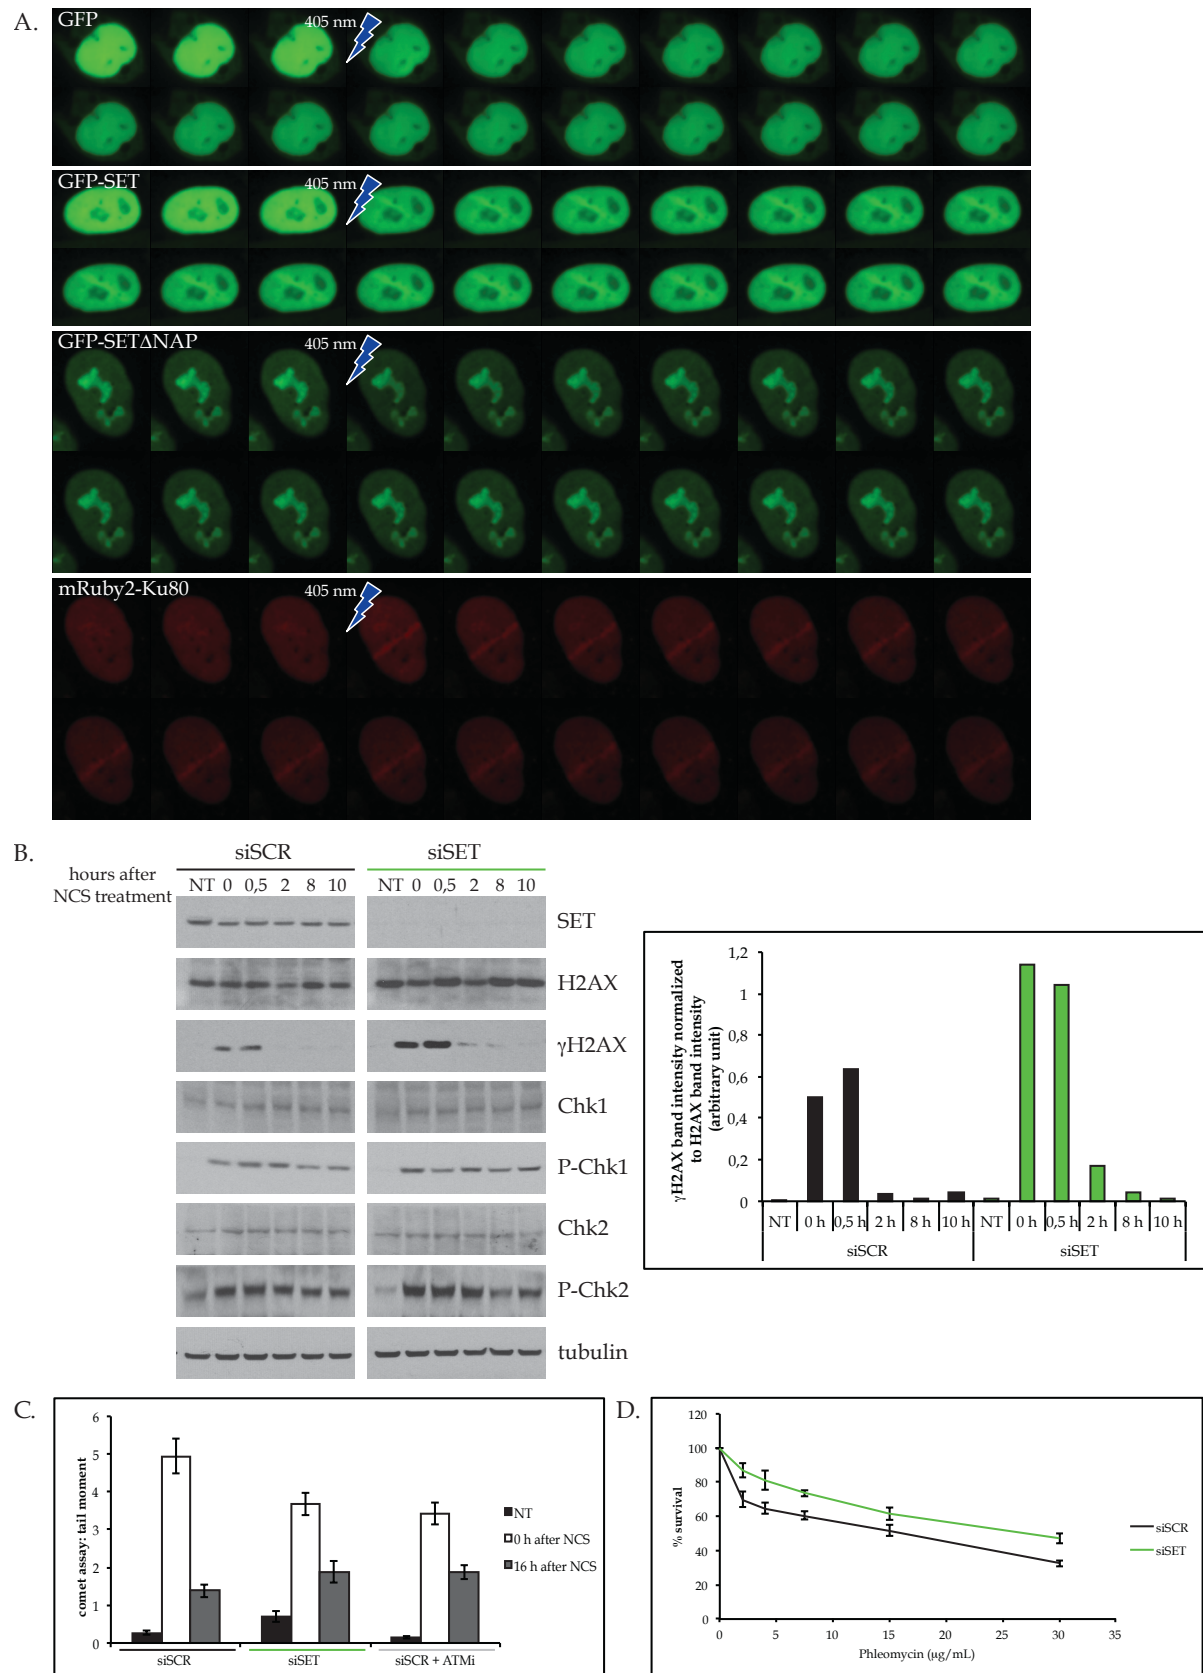 A.
GFP
405 nm
GFP-SET
405 nm
GFP-SETΔNAP
405 nm
mRuby2-Ku80
405 nm
B.
siSCR
siSET
hours after
NCS treatment
NT 0 0,5 2 8 10
NT 0 0,5 2 8 10
SET
H2AX
γH2AX
Chk1
P-Chk1
Chk2
P-Chk2
tubulin
γH2AX band intensity normalized
to H2AX band intensity
(arbitrary unit)
1,2
1
0,8
0,6
0,4
0,2
0
NT 0 h 0,5 h 2 h 8 h 10 h NT 0 h 0,5 h 2 h 8 h 10 h
siSCR siSET
C.
comet assay: tail moment
6
5
4
3
2
1
0
NT
0 h after NCS
16 h after NCS
siSCR siSET siSCR + ATMi
D.
% survival
120
100
80
60
40
20
0
0 5 10 15 20 25 30 35
Phleomycin (μg/mL)
siSCR
siSET